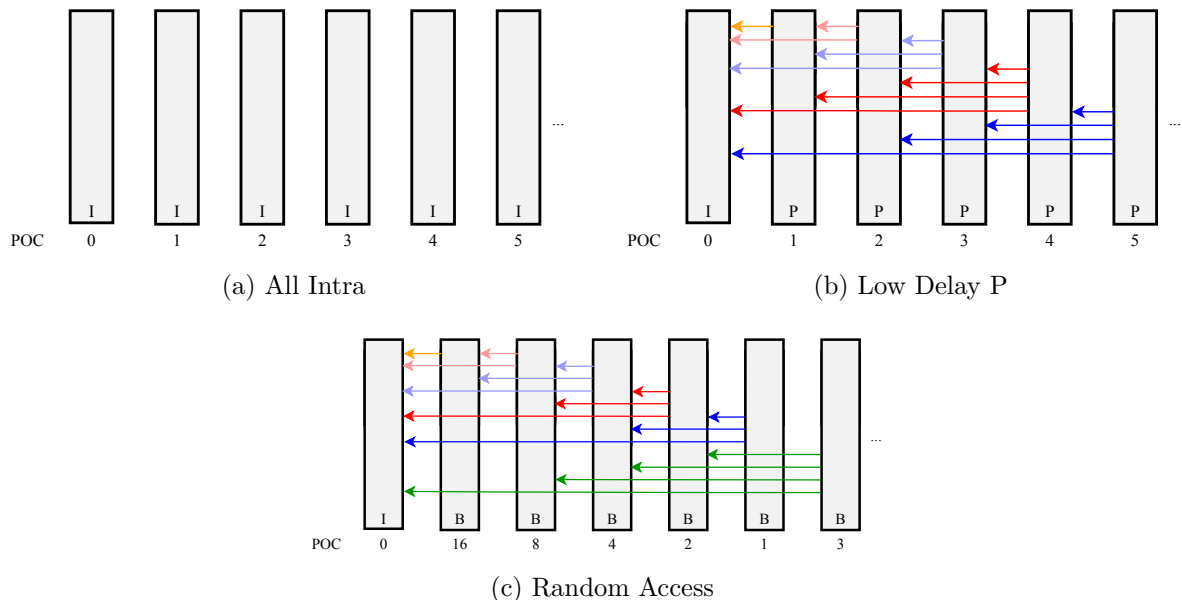 I I I I I I ...
POC 0 1 2 3 4 5
(a) All Intra
I P P P P P ...
POC 0 1 2 3 4 5
(b) Low Delay P
...
I B B B B B B
POC 0 16 8 4 2 1 3
(c) Random Access